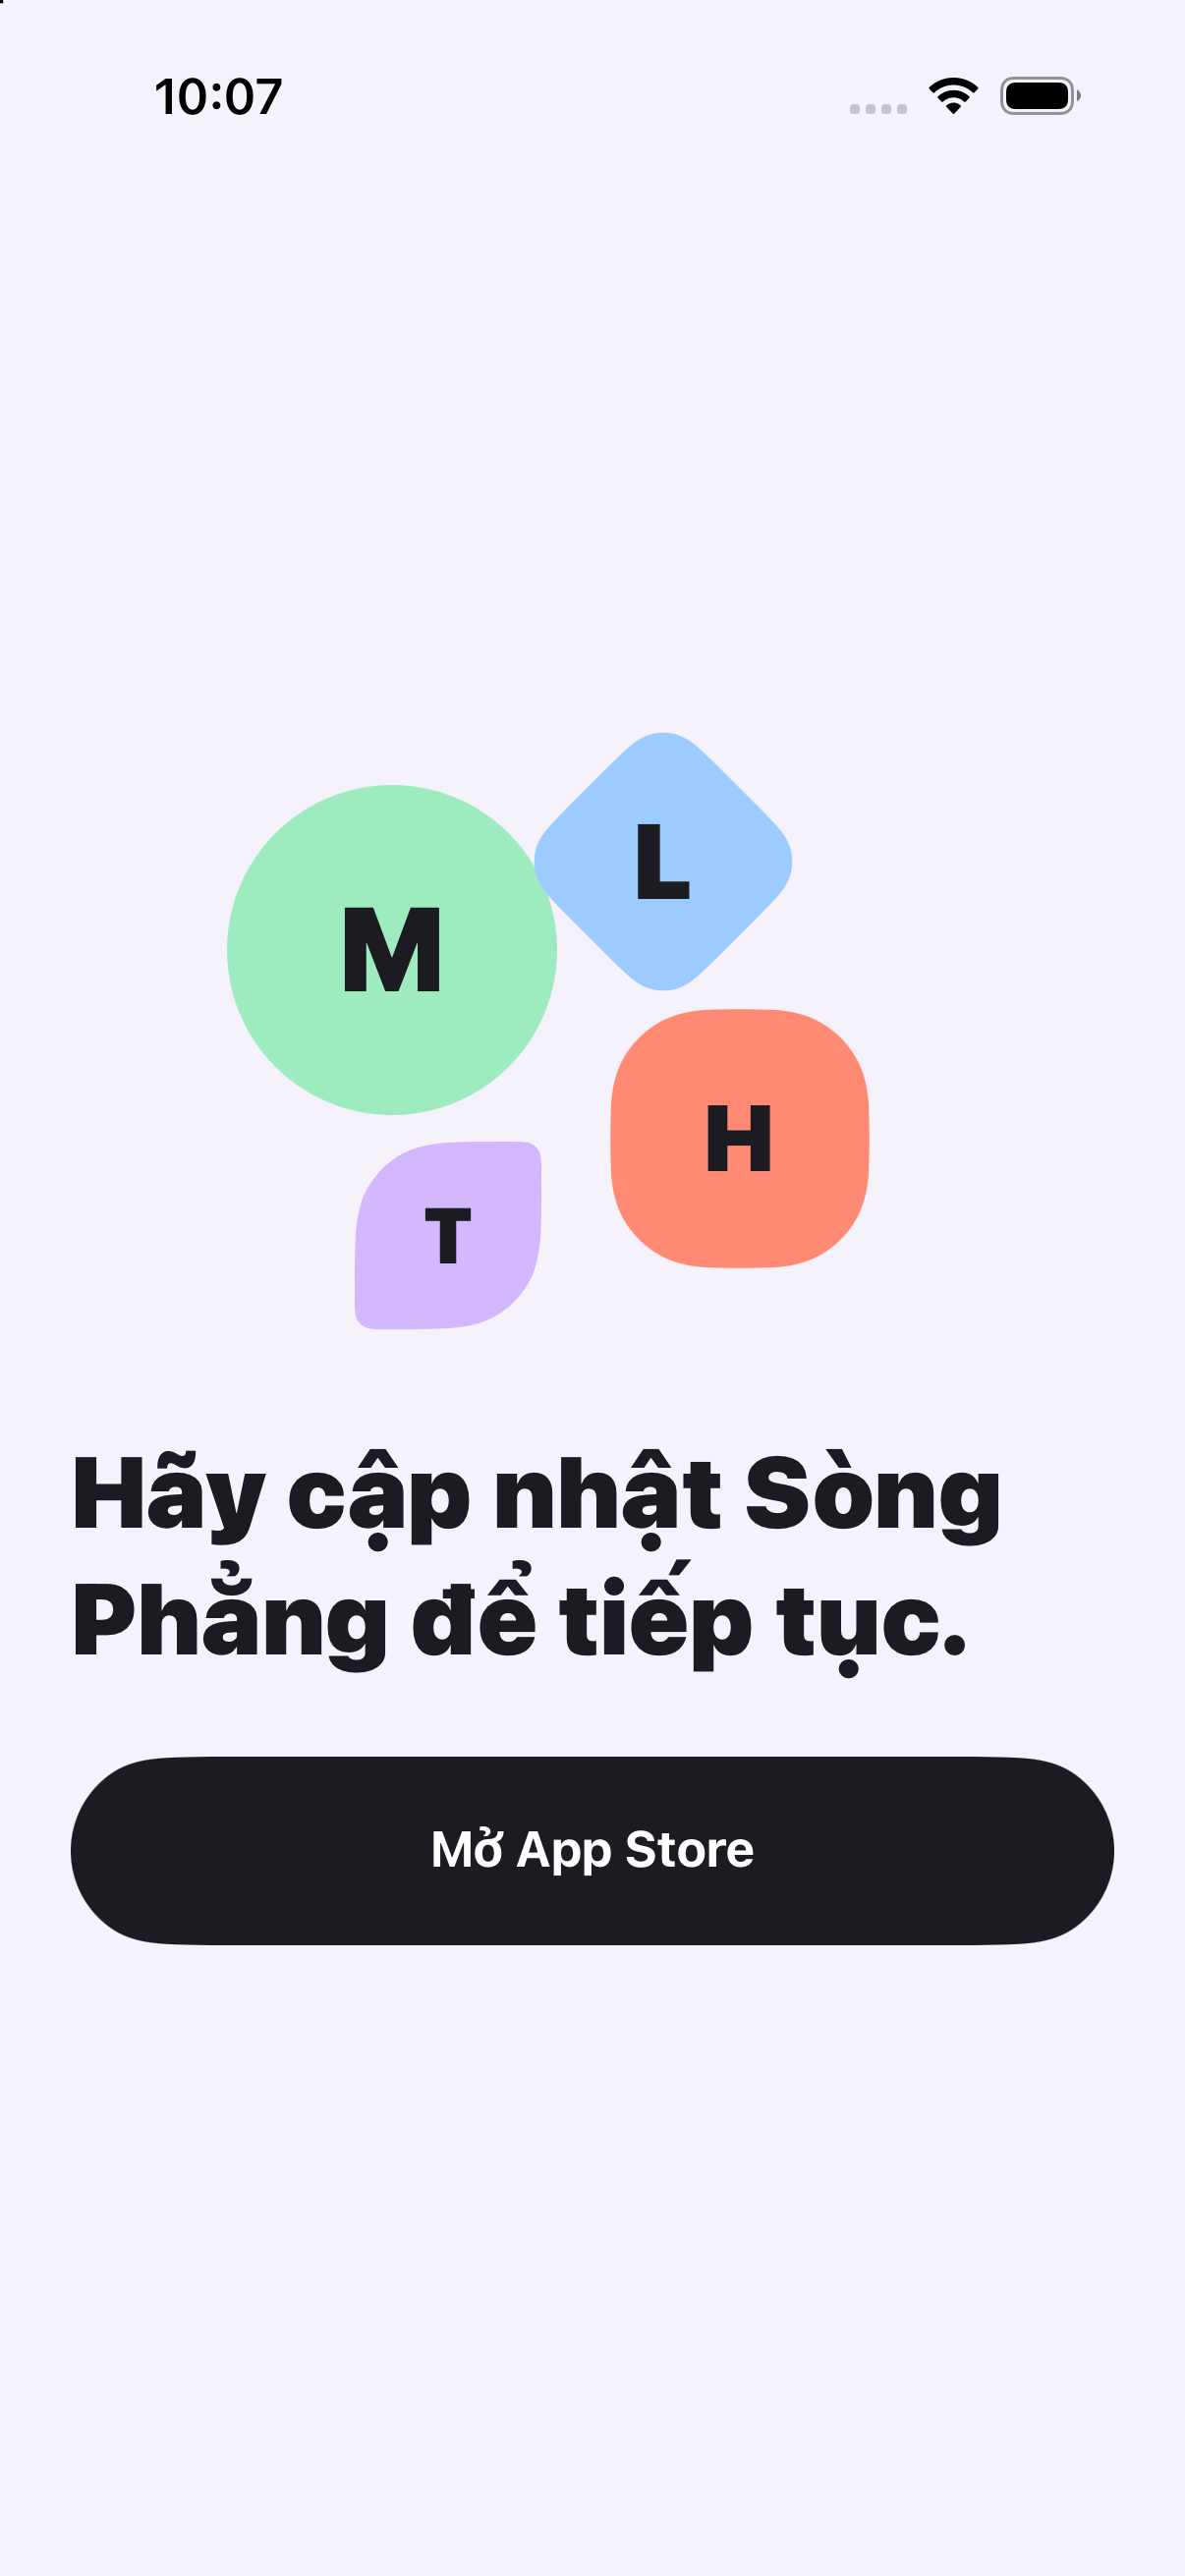 10:07
M
L
H
T
Hãy cập nhật Sòng
Phẳng để tiếp tục.
Mở App Store